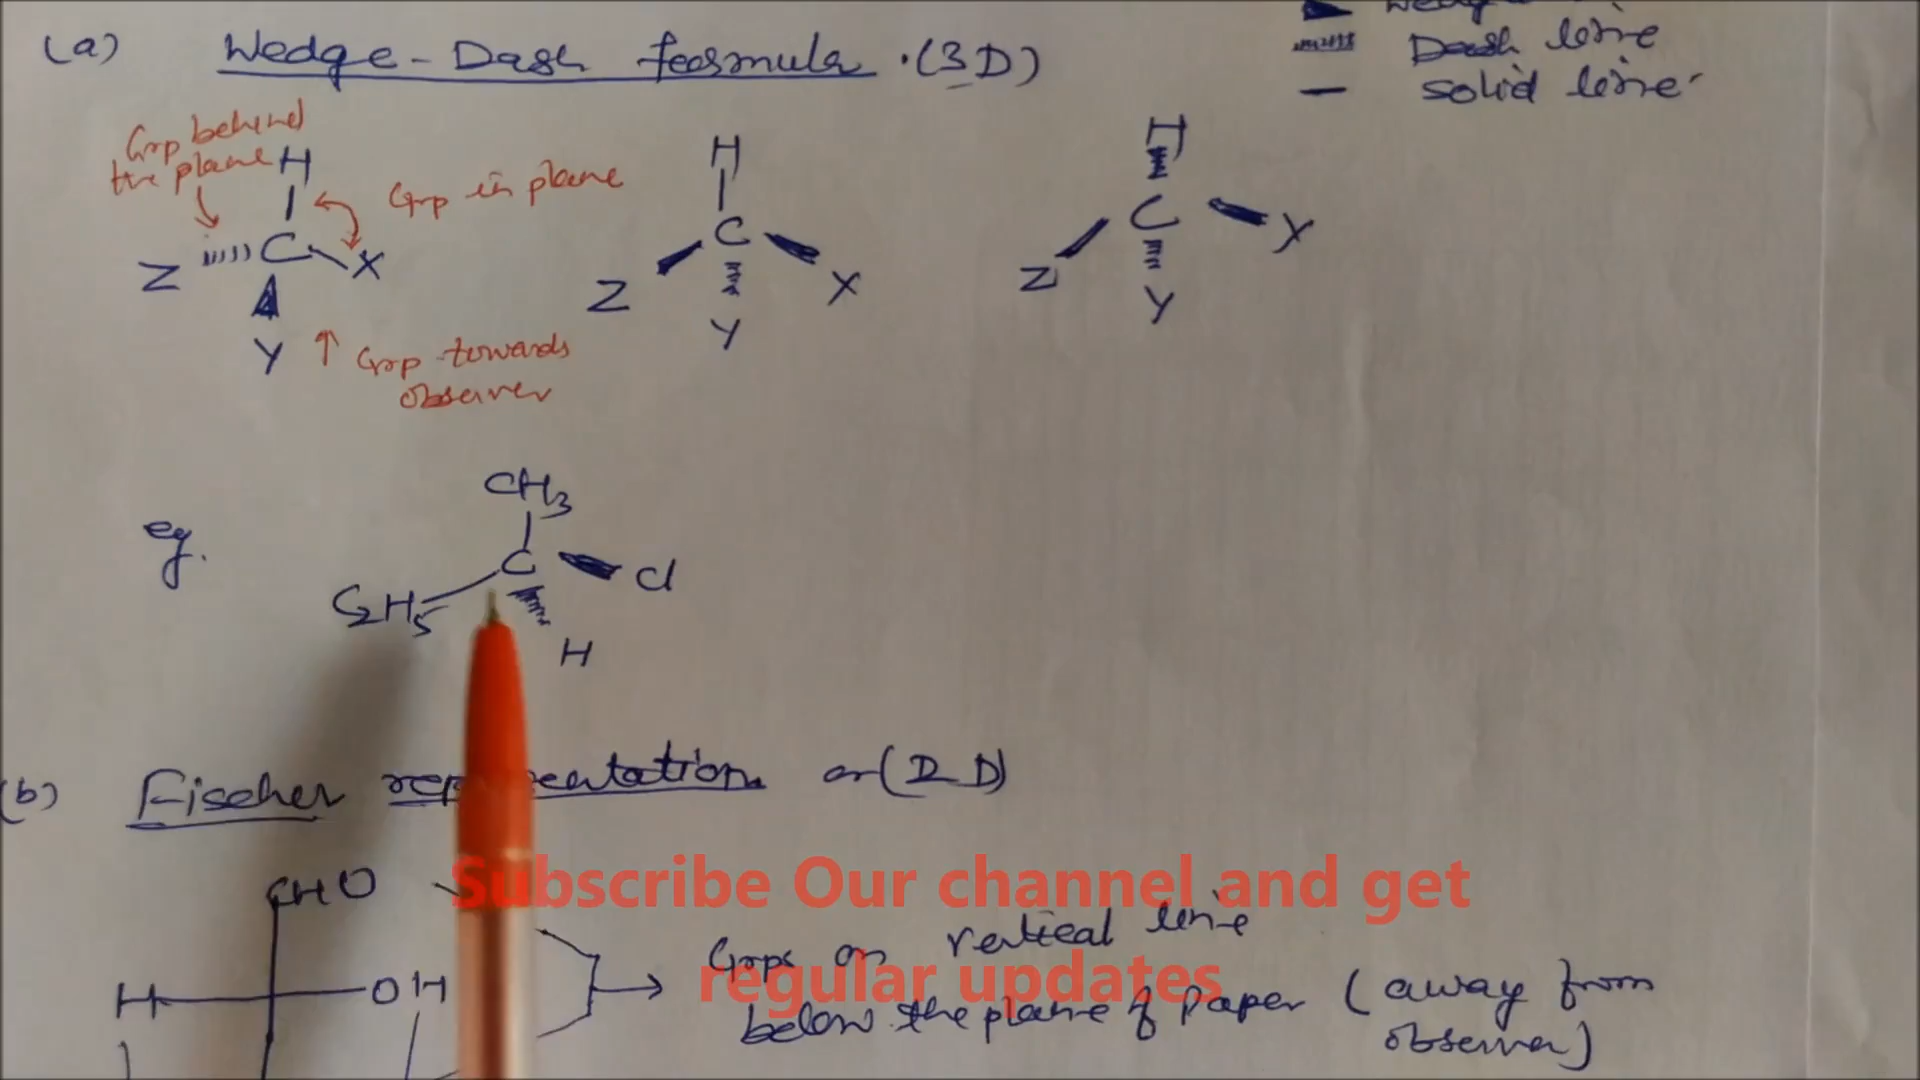 Wedge
(a) Wedge-Dash formula.(3D)
Dash line
solid line
Grp behind
the plane
H
Grp in plane
Z C X
Y
Grp towards
observer
H
C
Z X
Y
H
C
Z X
Y
eg.
CH3
C
C2H5 Cl
H
(b) Fischer representation or (2D)
CHO
H OH
Subscribe Our channel and get
regular updates
Grps on vertical line
below the plane of paper (away from
observer)